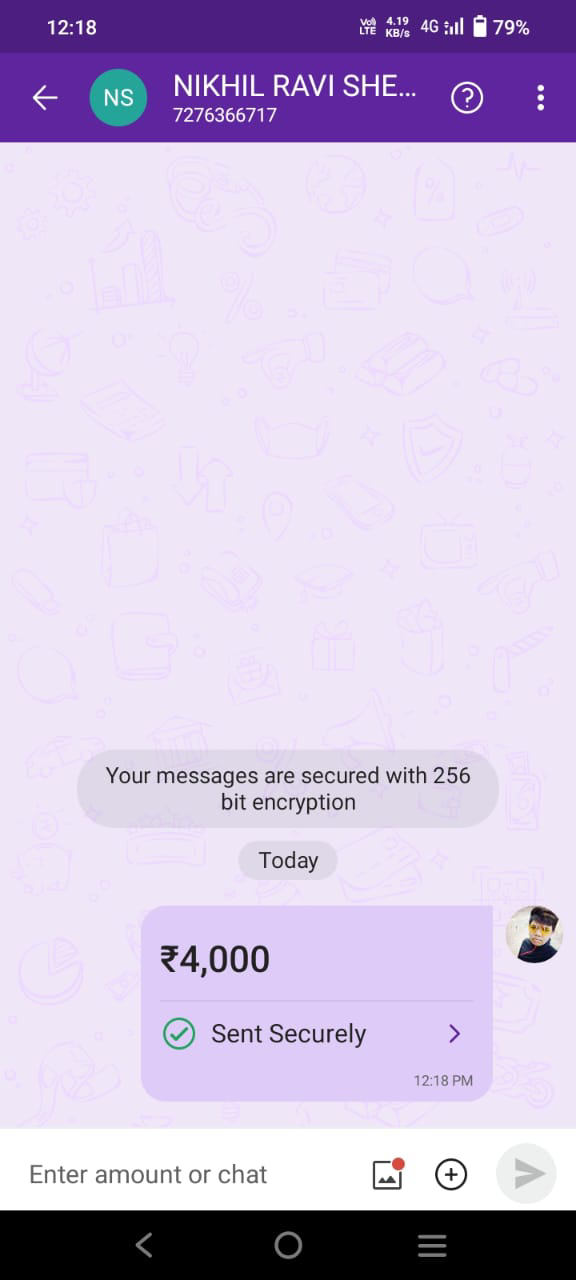 12:18
Vo)) LTE 4.19 KB/s 4G 79%
NS
NIKHIL RAVI SHE...
7276366717
?
%
%
Your messages are secured with 256
bit encryption
Today
₹4,000
Sent Securely
12:18 PM
Enter amount or chat